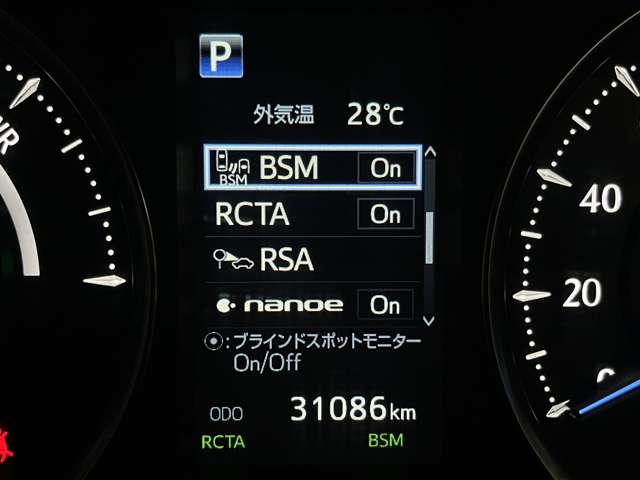 P
外気温 28℃
BSM BSM On
RCTA On
RSA
nanoe On
:ブラインドスポットモニター
On/Off
ODO 31086km
RCTA BSM
40
20